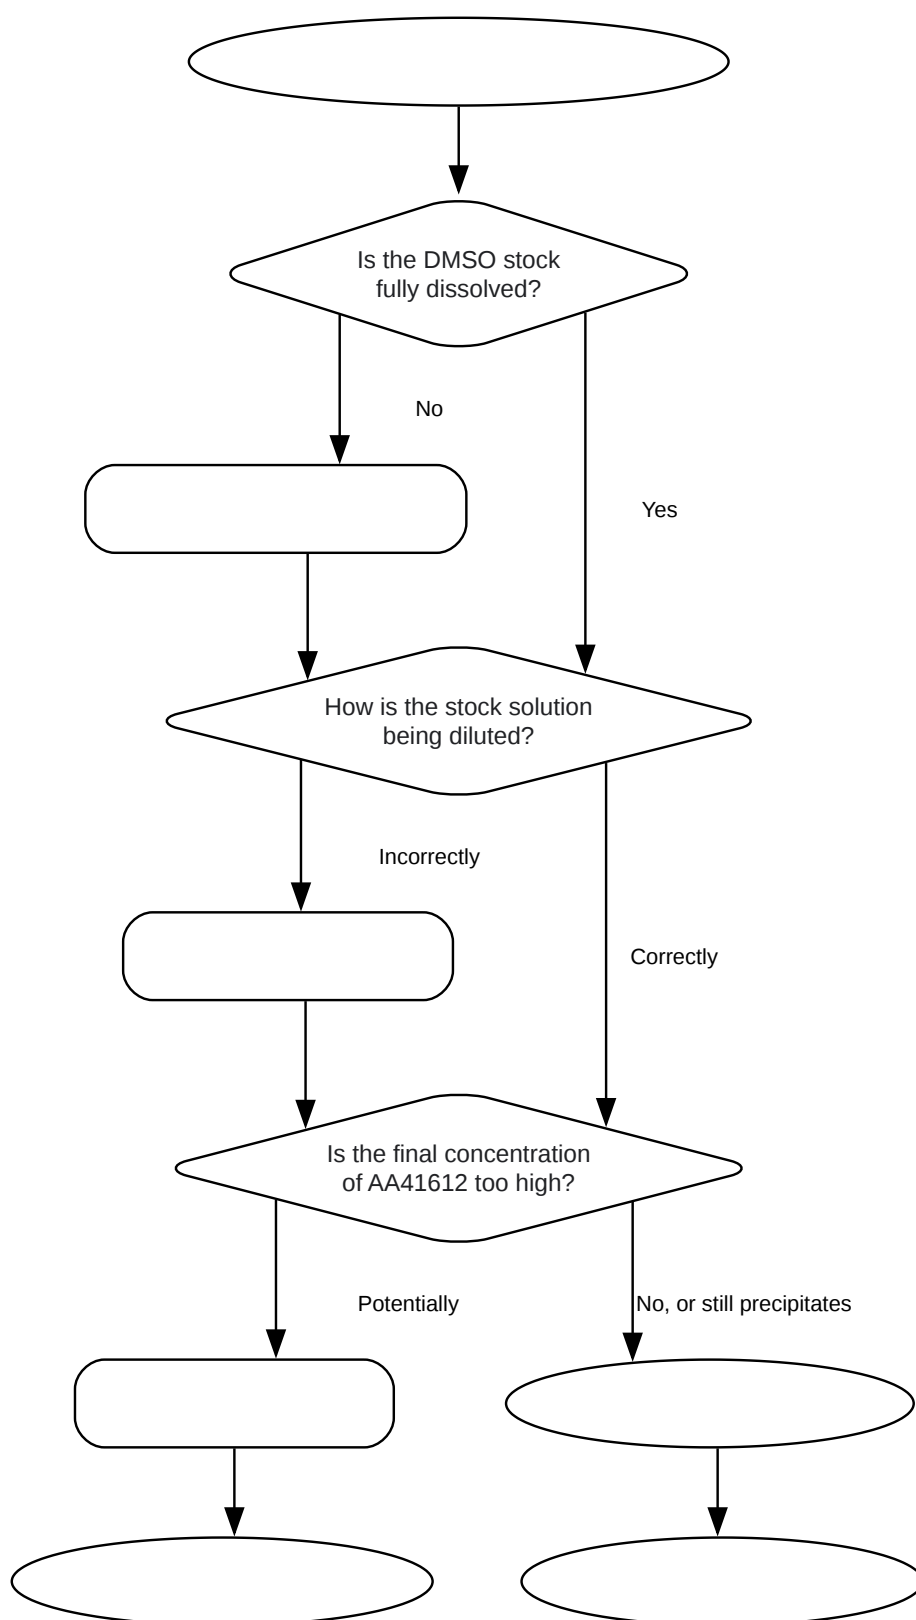 Is the DMSO stock
fully dissolved?
No
Yes
How is the stock solution
being diluted?
Incorrectly
Correctly
Is the final concentration
of AA41612 too high?
Potentially
No, or still precipitates